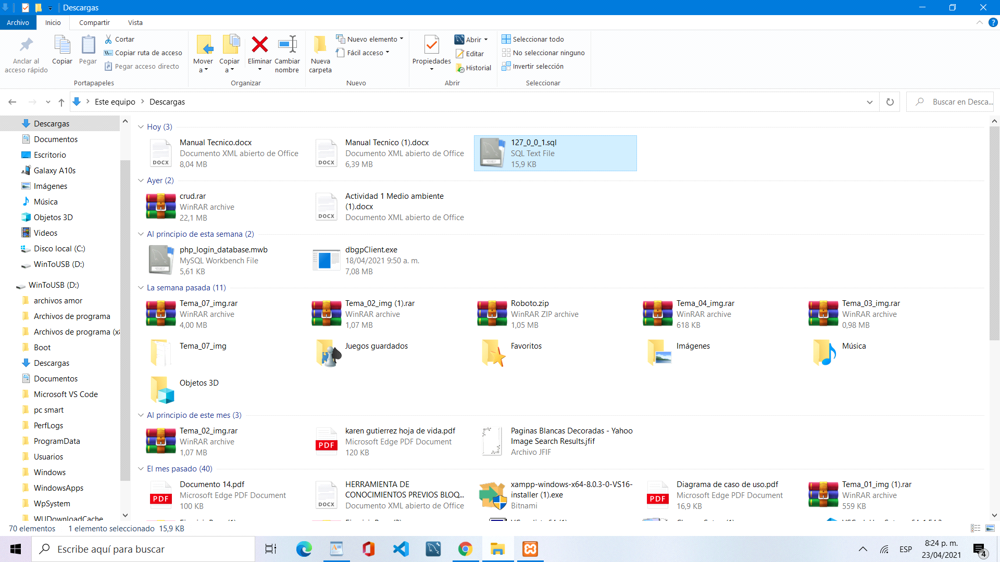 Descargas
Archivo
Inicio
Compartir
Vista
Anclar al
acceso rápido
Copiar
Pegar
Cortar
Copiar ruta de acceso
Pegar acceso directo
Portapapeles
Mover
a
Copiar
a
Eliminar
Cambiar
nombre
Organizar
Nueva
carpeta
Nuevo elemento
Fácil acceso
Nuevo
Propiedades
Abrir
Editar
Historial
Abrir
Seleccionar todo
No seleccionar ninguno
Invertir selección
Seleccionar
Este equipo > Descargas
Buscar en Desca...
Descargas
Documentos
Escritorio
Galaxy A10s
Imágenes
Música
Objetos 3D
Videos
Disco local (C:)
WinToUSB (D:)
WinToUSB (D:)
archivos amor
Archivos de programa
Archivos de programa (x8
Boot
Descargas
Documentos
Microsoft VS Code
pc smart
PerfLogs
ProgramData
Usuarios
Windows
WindowsApps
WpSystem
WUDownloadCache
Hoy (3)
DOCX
Manual Tecnico.docx
Documento XML abierto de Office
8,04 MB
DOCX
Manual Tecnico (1).docx
Documento XML abierto de Office
6,39 MB
127_0_0_1.sql
SQL Text File
15,9 KB
Ayer (2)
crud.rar
WinRAR archive
22,1 MB
DOCX
Actividad 1 Medio ambiente
(1).docx
Documento XML abierto de Office
Al principio de esta semana (2)
php_login_database.mwb
MySQL Workbench File
5,61 KB
dbgpClient.exe
18/04/2021 9:50 a. m.
7,08 MB
La semana pasada (11)
Tema_07_img.rar
WinRAR archive
4,00 MB
Tema_02_img (1).rar
WinRAR archive
1,07 MB
Roboto.zip
WinRAR ZIP archive
1,05 MB
Tema_04_img.rar
WinRAR archive
618 KB
Tema_03_img.rar
WinRAR archive
0,98 MB
Tema_07_img
Juegos guardados
Favoritos
Imágenes
Música
Objetos 3D
Al principio de este mes (3)
Tema_02_img.rar
WinRAR archive
1,07 MB
PDF
karen gutierrez hoja de vida.pdf
Microsoft Edge PDF Document
120 KB
Paginas Blancas Decoradas - Yahoo
Image Search Results.jfif
Archivo JFIF
El mes pasado (40)
PDF
Documento 14.pdf
Microsoft Edge PDF Document
100 KB
DOCX
HERRAMIENTA DE
CONOCIMIENTOS PREVIOS BLOQ...
Documento XML abierto de Office
xampp-windows-x64-8.0.3-0-VS16-
installer (1).exe
Bitnami
PDF
Diagrama de caso de uso.pdf
Microsoft Edge PDF Document
16,9 KB
Tema_01_img (1).rar
WinRAR archive
559 KB
70 elementos
1 elemento seleccionado 15,9 KB
Escribe aquí para buscar
ESP
8:24 p. m.
23/04/2021
4